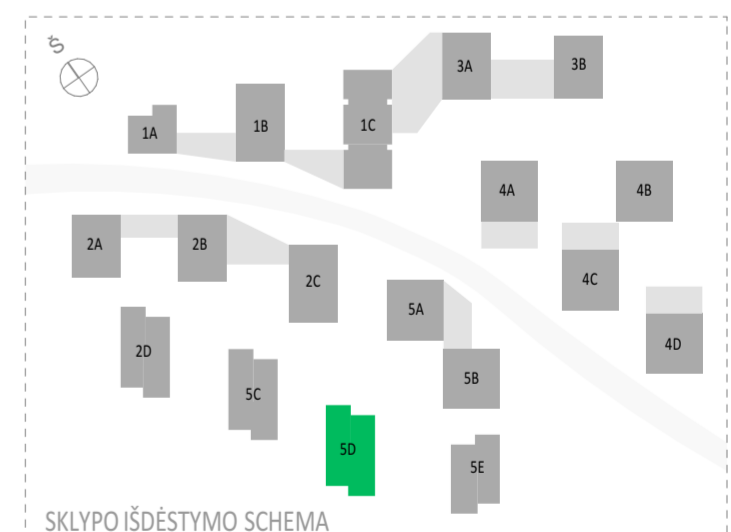 Š
3A
3B
1A
1B
1C
4A
4B
2A
2B
2C
4C
5A
4D
2D
5B
5C
5D
5E
SKLYPO IŠDĖSTYMO SCHEMA